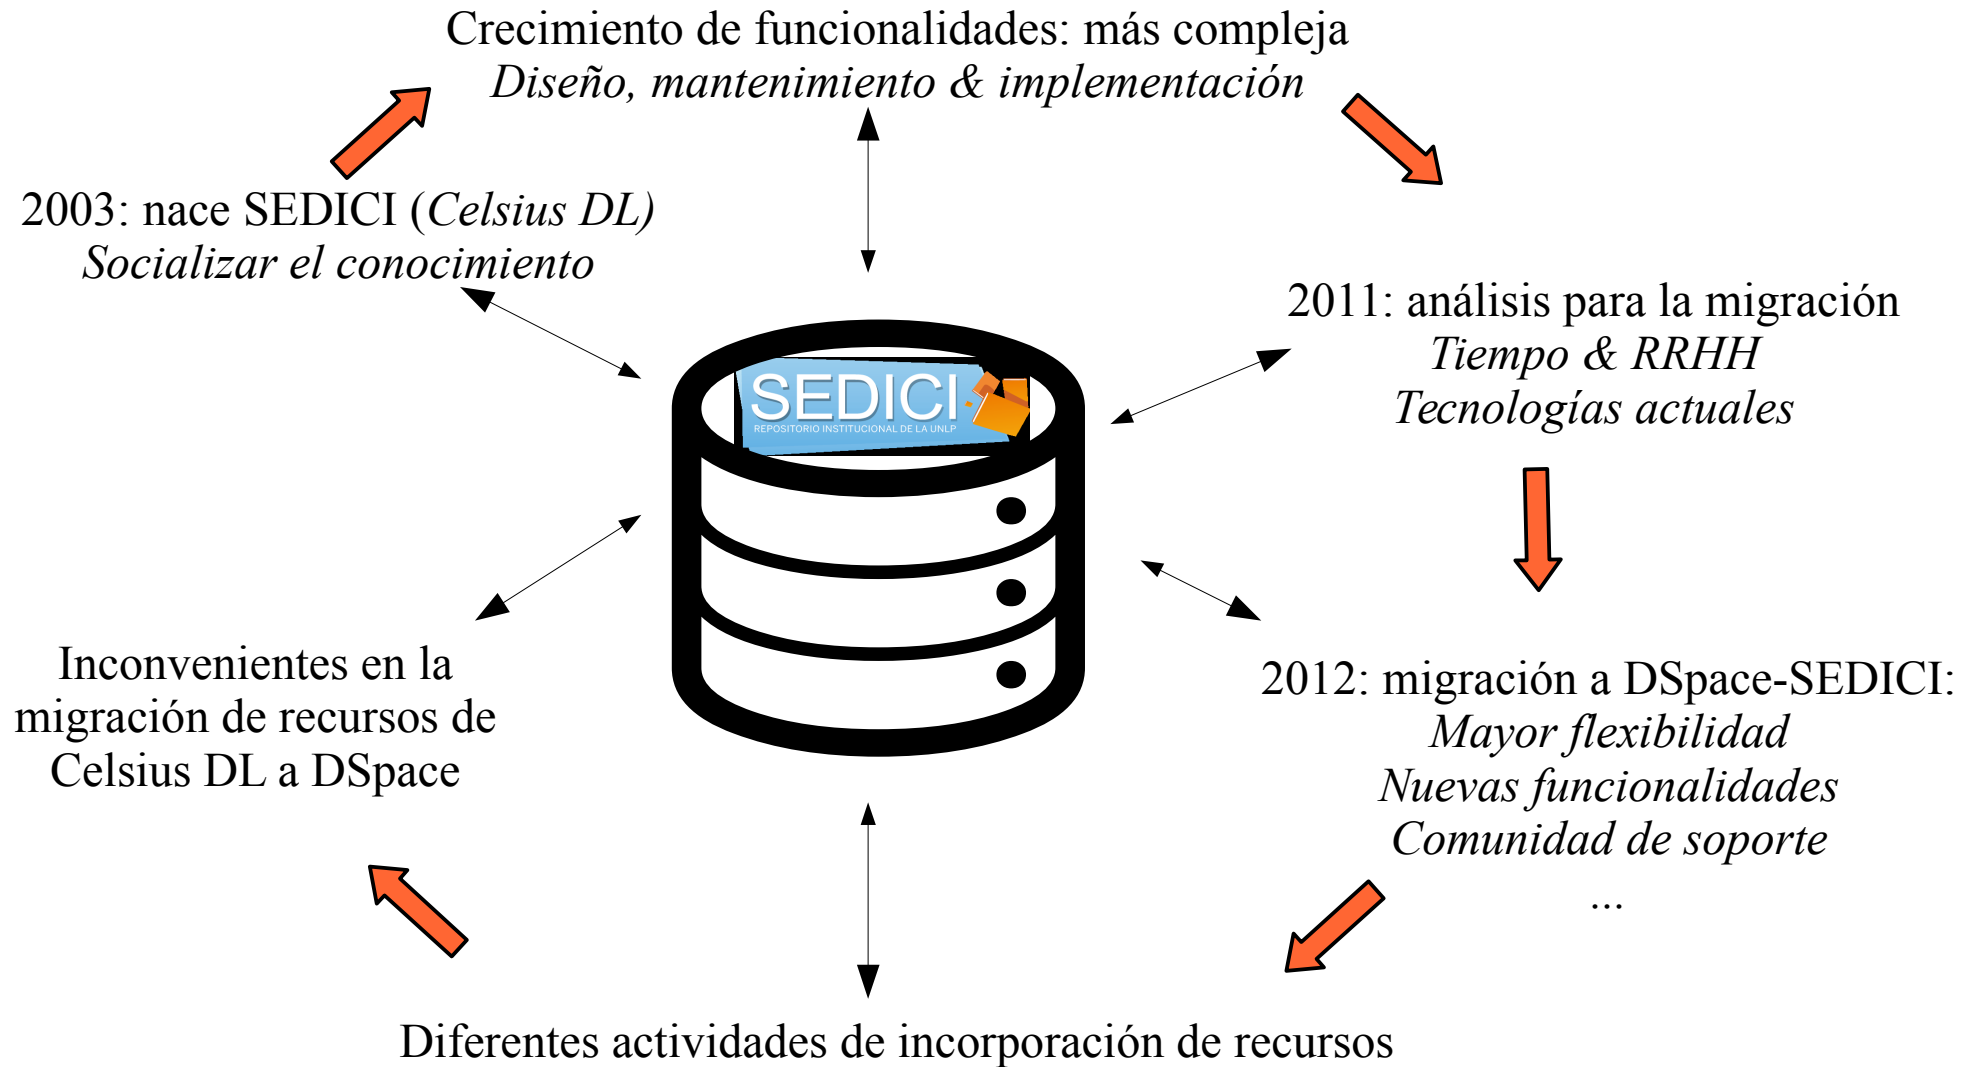 Crecimiento de funcionalidades: más compleja
Diseño, mantenimiento & implementación
2003: nace SEDICI (Celsius DL)
Socializar el conocimiento
2011: análisis para la migración
Tiempo & RRHH
Tecnologías actuales
SEDICI
REPOSITORIO INSTITUCIONAL DE LA UNLP
Inconvenientes en la
migración de recursos de
Celsius DL a DSpace
2012: migración a DSpace-SEDICI:
Mayor flexibilidad
Nuevas funcionalidades
Comunidad de soporte
...
Diferentes actividades de incorporación de recursos